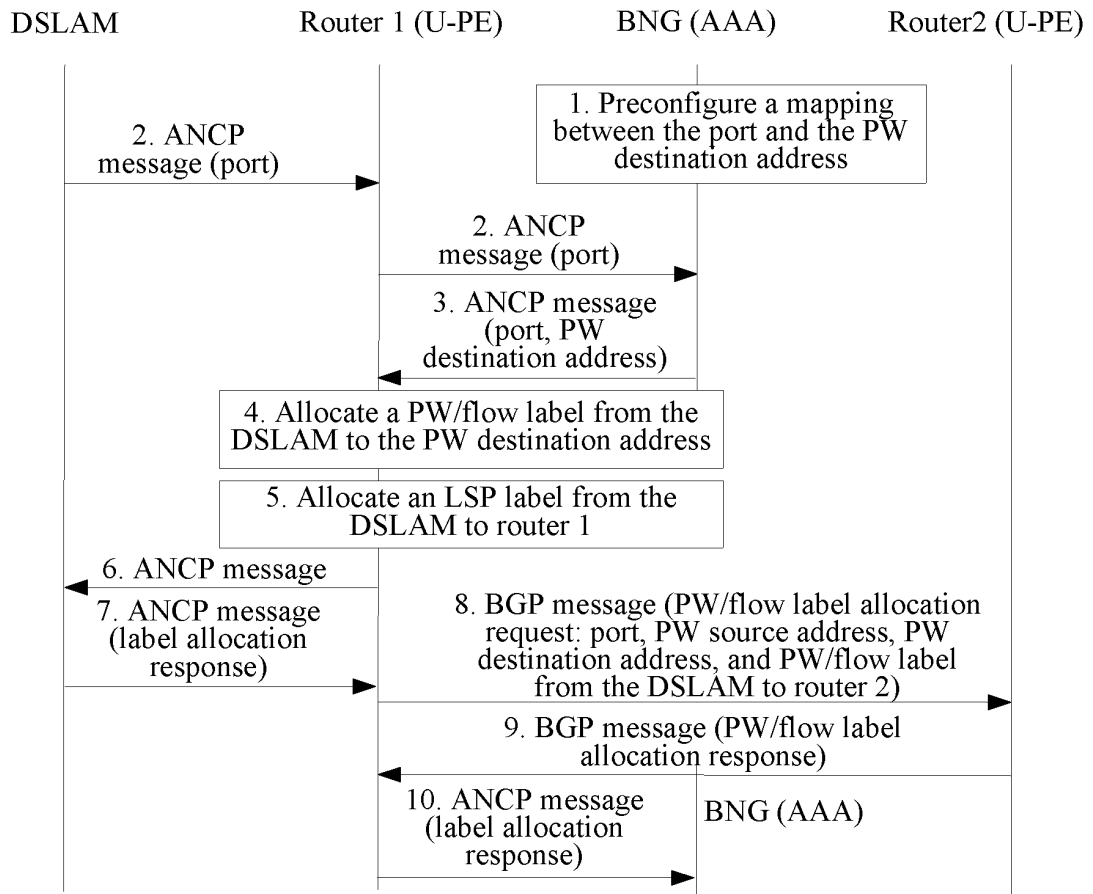 DSLAM
Router 1 (U-PE)
BNG (AAA)
Router2 (U-PE)
1. Preconfigure a mapping
between the port and the PW
destination address
2. ANCP
message (port)
2. ANCP
message (port)
3. ANCP message
(port, PW
destination address)
4. Allocate a PW/flow label from the
DSLAM to the PW destination address
5. Allocate an LSP label from the
DSLAM to router 1
6. ANCP message
7. ANCP message
(label allocation
response)
8. BGP message (PW/flow label allocation
request: port, PW source address, PW
destination address, and PW/flow label
from the DSLAM to router 2)
9. BGP message (PW/flow label
allocation response)
10. ANCP message
(label allocation
response)
BNG (AAA)